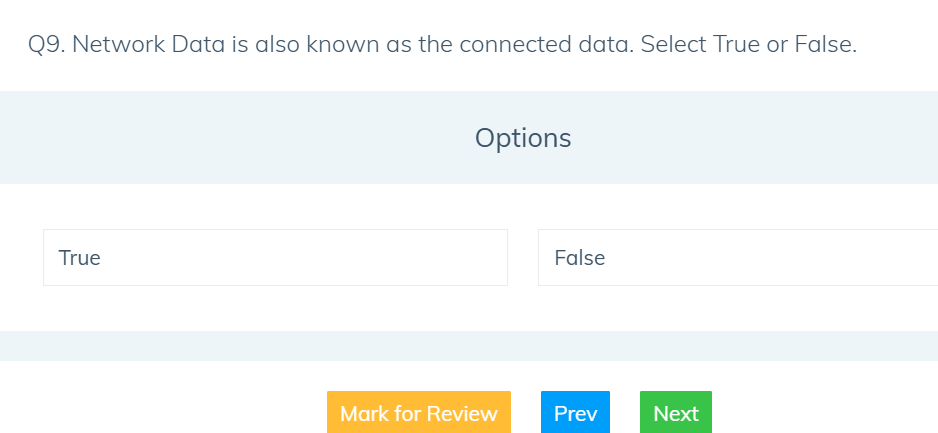 Q9. Network Data is also known as the connected data. Select True or False.
Options
True
False
Mark for Review
Prev
Next